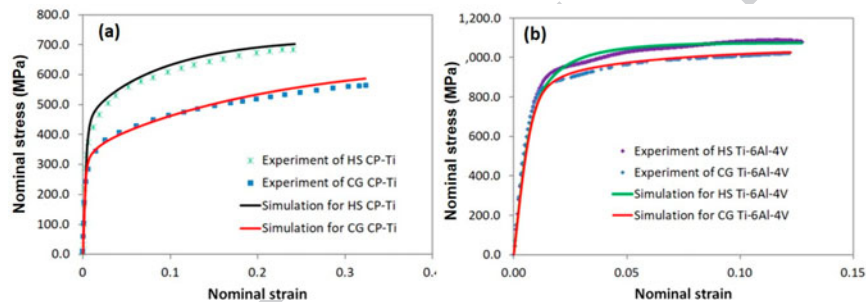 (a)
800.0
700.0
600.0
500.0
400.0
300.0
200.0
100.0
0.0
Nominal stress (MPa)
Experiment of HS CP-Ti
Experiment of CG CP-Ti
Simulation for HS CP-Ti
Simulation for CG CP-Ti
0
0.1
0.2
0.3
0.4
Nominal strain
(b)
,200.0
,000.0
800.0
600.0
400.0
200.0
0.0
Nominal stress (MPa)
Experiment of HS Ti-6Al-4V
Experiment of CG Ti-6Al-4V
Simulation for HS Ti-6Al-4V
Simulation for CG Ti-6Al-4V
0.00
0.05
0.10
0.15
Nominal strain